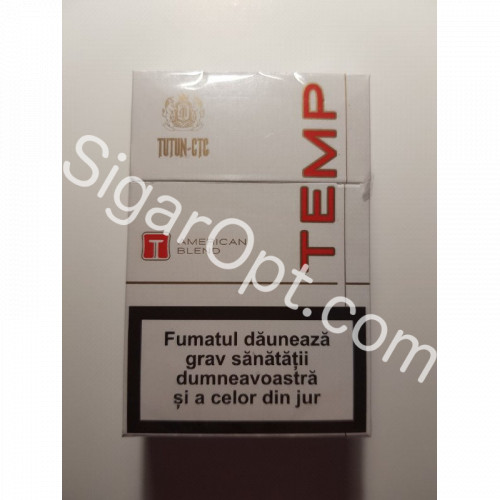 TUTUN-CTC
TEMP
T
AMERICAN
BLEND
Fumatul dăunează
grav sănătății
dumneavoastră
și a celor din jur
SigarOpt.com